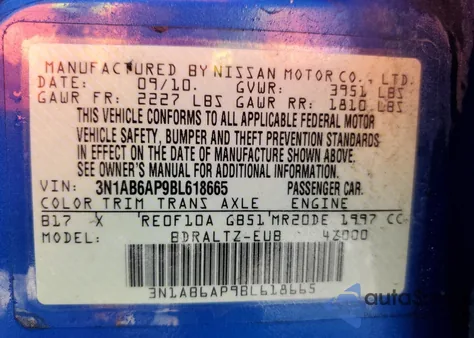 MANUFACTURED BY NISSAN MOTOR CO., LTD.
DATE: 09/10. GVWR: 3951 LBS
GAWR FR: 2227 LBS GAWR RR: 1810 LBS
THIS VEHICLE CONFORMS TO ALL APPLICABLE FEDERAL MOTOR
VEHICLE SAFETY, BUMPER AND THEFT PREVENTION STANDARDS
IN EFFECT ON THE DATE OF MANUFACTURE SHOWN ABOVE.
SEE OWNER'S MANUAL FOR ADDITIONAL INFORMATION.
VIN: 3N1AB6AP9BL618665 PASSENGER CAR.
COLOR TRIM TRANS AXLE ENGINE
B17 X RE0F10A GB51 MR20DE 1997 CC
MODEL: BDRALTZ-EUB 4Z000
3N1AB6AP9BL618665